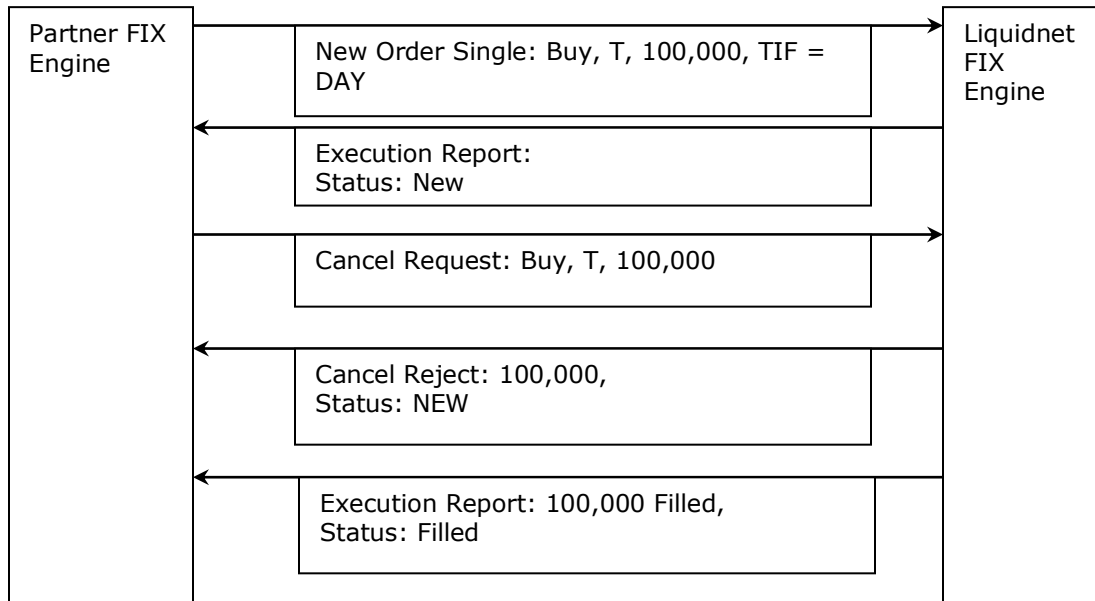 Partner FIX
Engine
Liquidnet
FIX
Engine
New Order Single: Buy, T, 100,000, TIF =
DAY
Execution Report:
Status: New
Cancel Request: Buy, T, 100,000
Cancel Reject: 100,000,
Status: NEW
Execution Report: 100,000 Filled,
Status: Filled